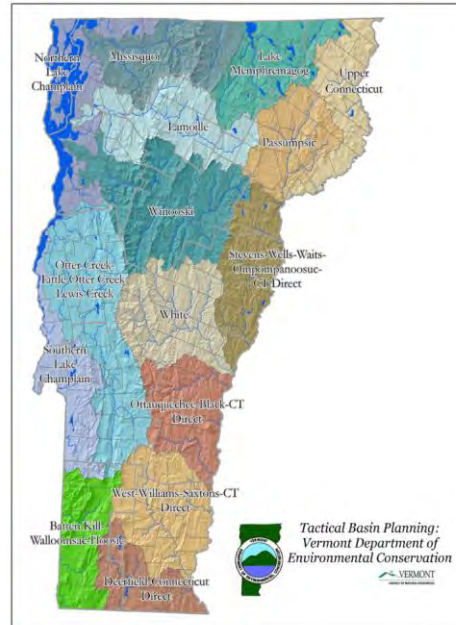 Northern
Lake
Champlain
Missisquoi
Lake
Memphremagog
Upper
Connecticut
Lamoille
Passumpsic
Winooski
Stevens-Wells-Waits-
Ompompanoosuc-
CT Direct
Otter Creek
Little Otter Creek
Lewis Creek
White
Southern
Lake
Champlain
Ottauquechee-Black-CT
Direct
West-Williams-Saxtons-CT
Direct
Batten Kill
Walloomsac-Hoosic
Deerfield-Connecticut
Direct
Tactical Basin Planning:
Vermont Department of
Environmental Conservation
VERMONT